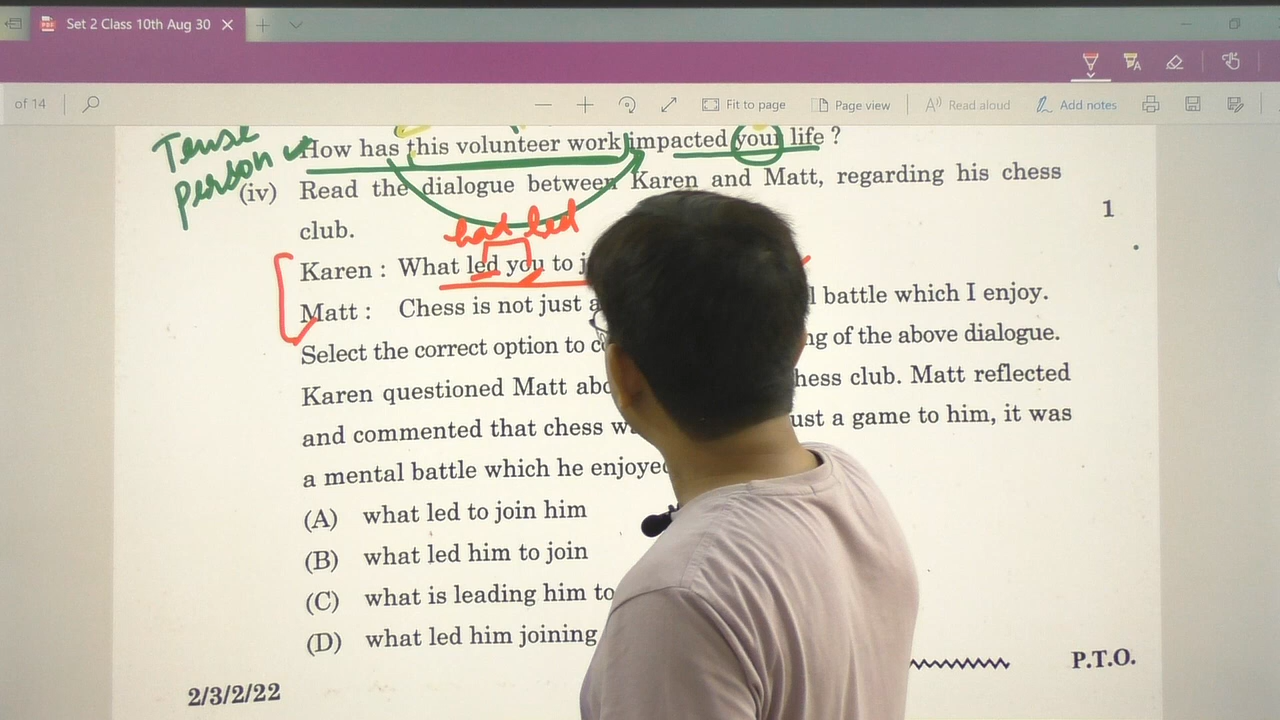 Set 2 Class 10th Aug 30
of 14
Fit to page
Page view
Read aloud
Add notes
Tense
person
How has this volunteer work impacted your life ?
(iv) Read the dialogue between Karen and Matt, regarding his chess
club.
1
had led
Karen : What led you to
Matt : Chess is not just battle which I enjoy.
Select the correct option to of the above dialogue.
Karen questioned Matt chess club. Matt reflected
and commented that chess just a game to him, it was
a mental battle which he enjoyed
(A) what led to join him
(B) what led him to join
(C) what is leading him to
(D) what led him joining
2/3/2/22
P.T.O.